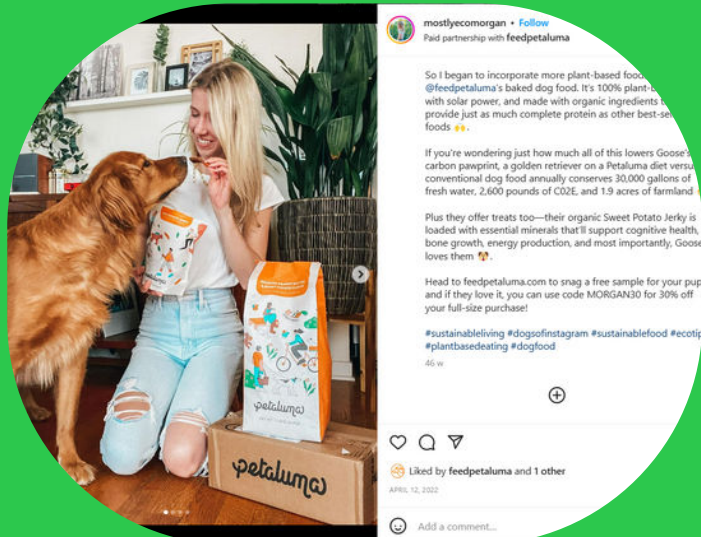 mostlyecomorgan • Follow
Paid partnership with feedpetaluma
So I began to incorporate more plant-based
@feedpetaluma's baked dog food. It's 100%
with solar power, and made with organic ingredients
provide just as much complete protein as other
foods 🙌.
If you're wondering just how much all of this lowers Goose's
carbon pawprint, a golden retriever on a Petaluma diet
conventional dog food annually conserves 30,000 gallons of
fresh water, 2,600 pounds of C02E, and 1.9 acres of farmland
Plus they offer treats too—their organic Sweet Potato Jerky is
loaded with essential minerals that'll support cognitive health,
bone growth, energy production, and most importantly,
loves them 🐶.
Head to feedpetaluma.com to snag a free sample for your pup
and if they love it, you can use code MORGAN30 for 30% off
your full-size purchase!
#sustainableliving #dogsofinstagram #sustainablefood
#plantbasedeating #dogfood
46 w
Liked by feedpetaluma and 1 other
APRIL 12, 2022
Add a comment...
petaluma
petaluma
petaluma